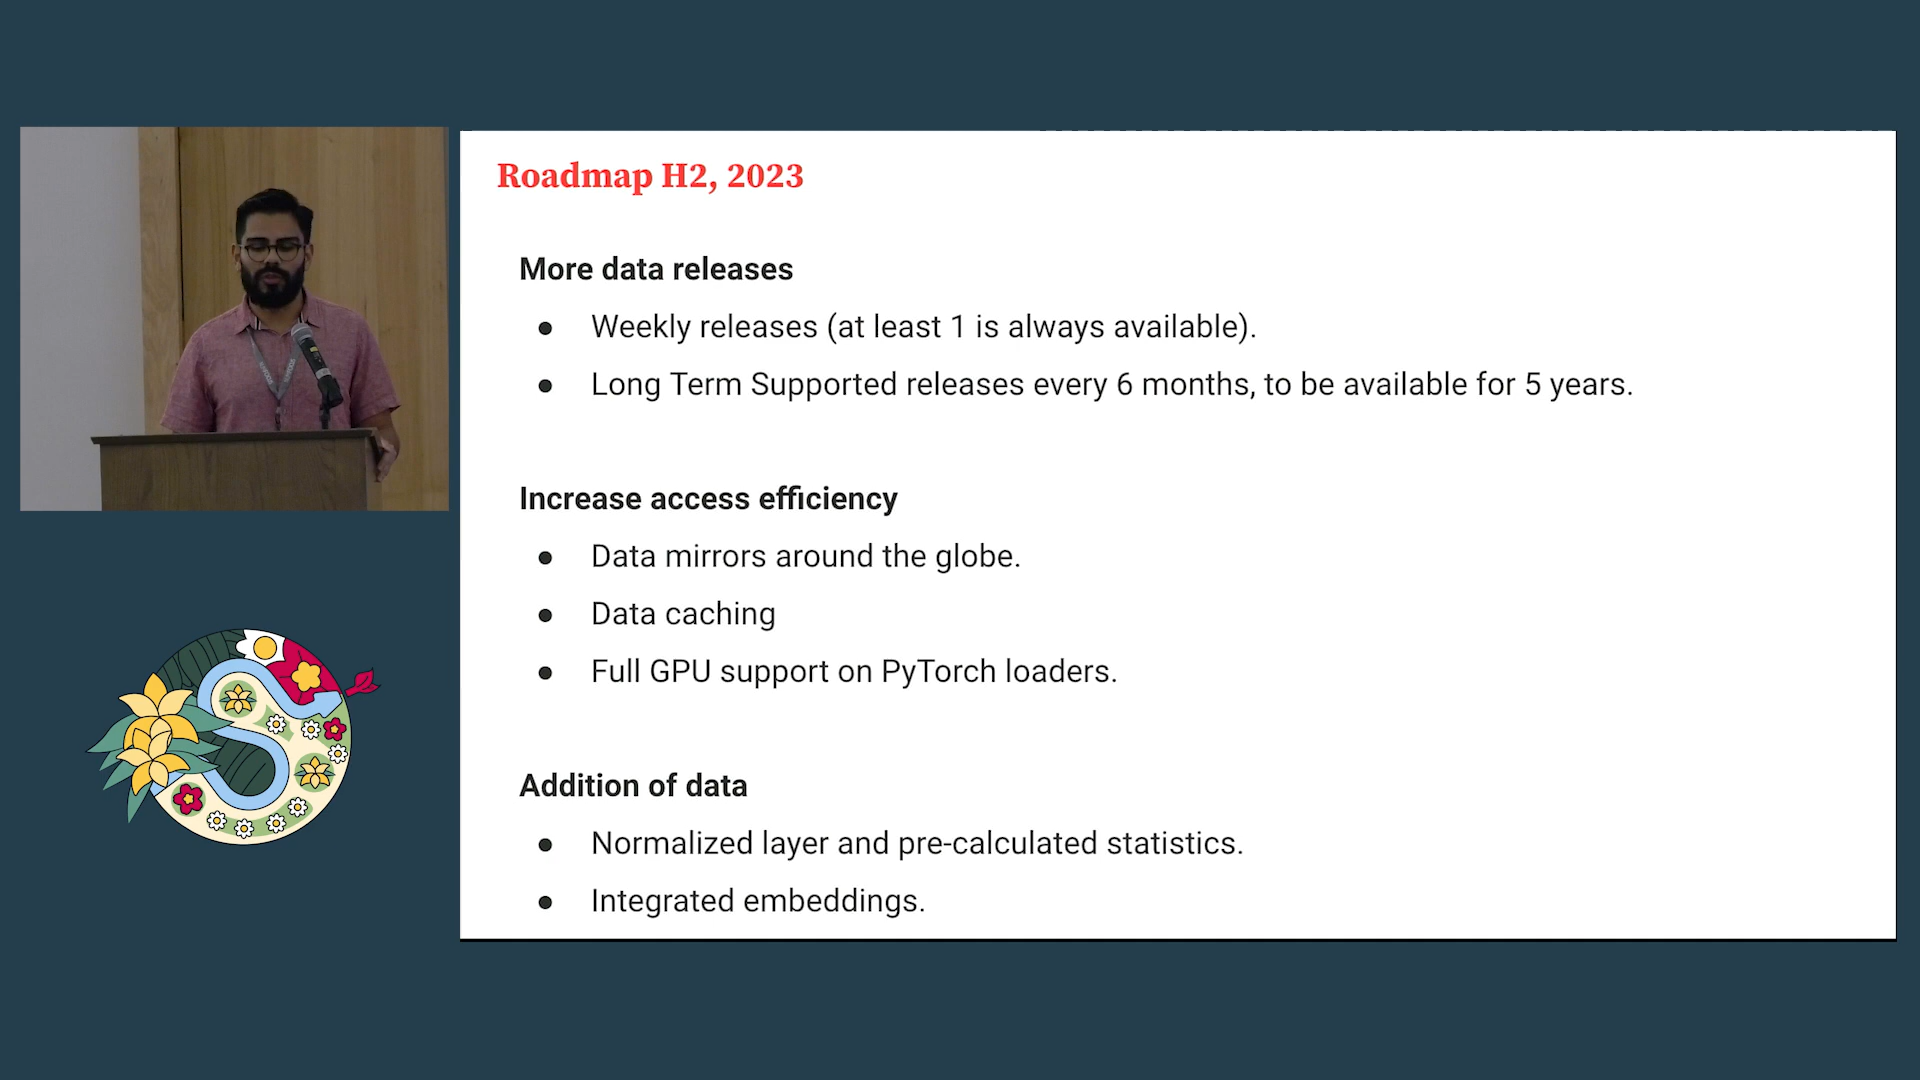 Roadmap H2, 2023
More data releases
● Weekly releases (at least 1 is always available).
● Long Term Supported releases every 6 months, to be available for 5 years.
Increase access efficiency
● Data mirrors around the globe.
● Data caching
● Full GPU support on PyTorch loaders.
Addition of data
● Normalized layer and pre-calculated statistics.
● Integrated embeddings.